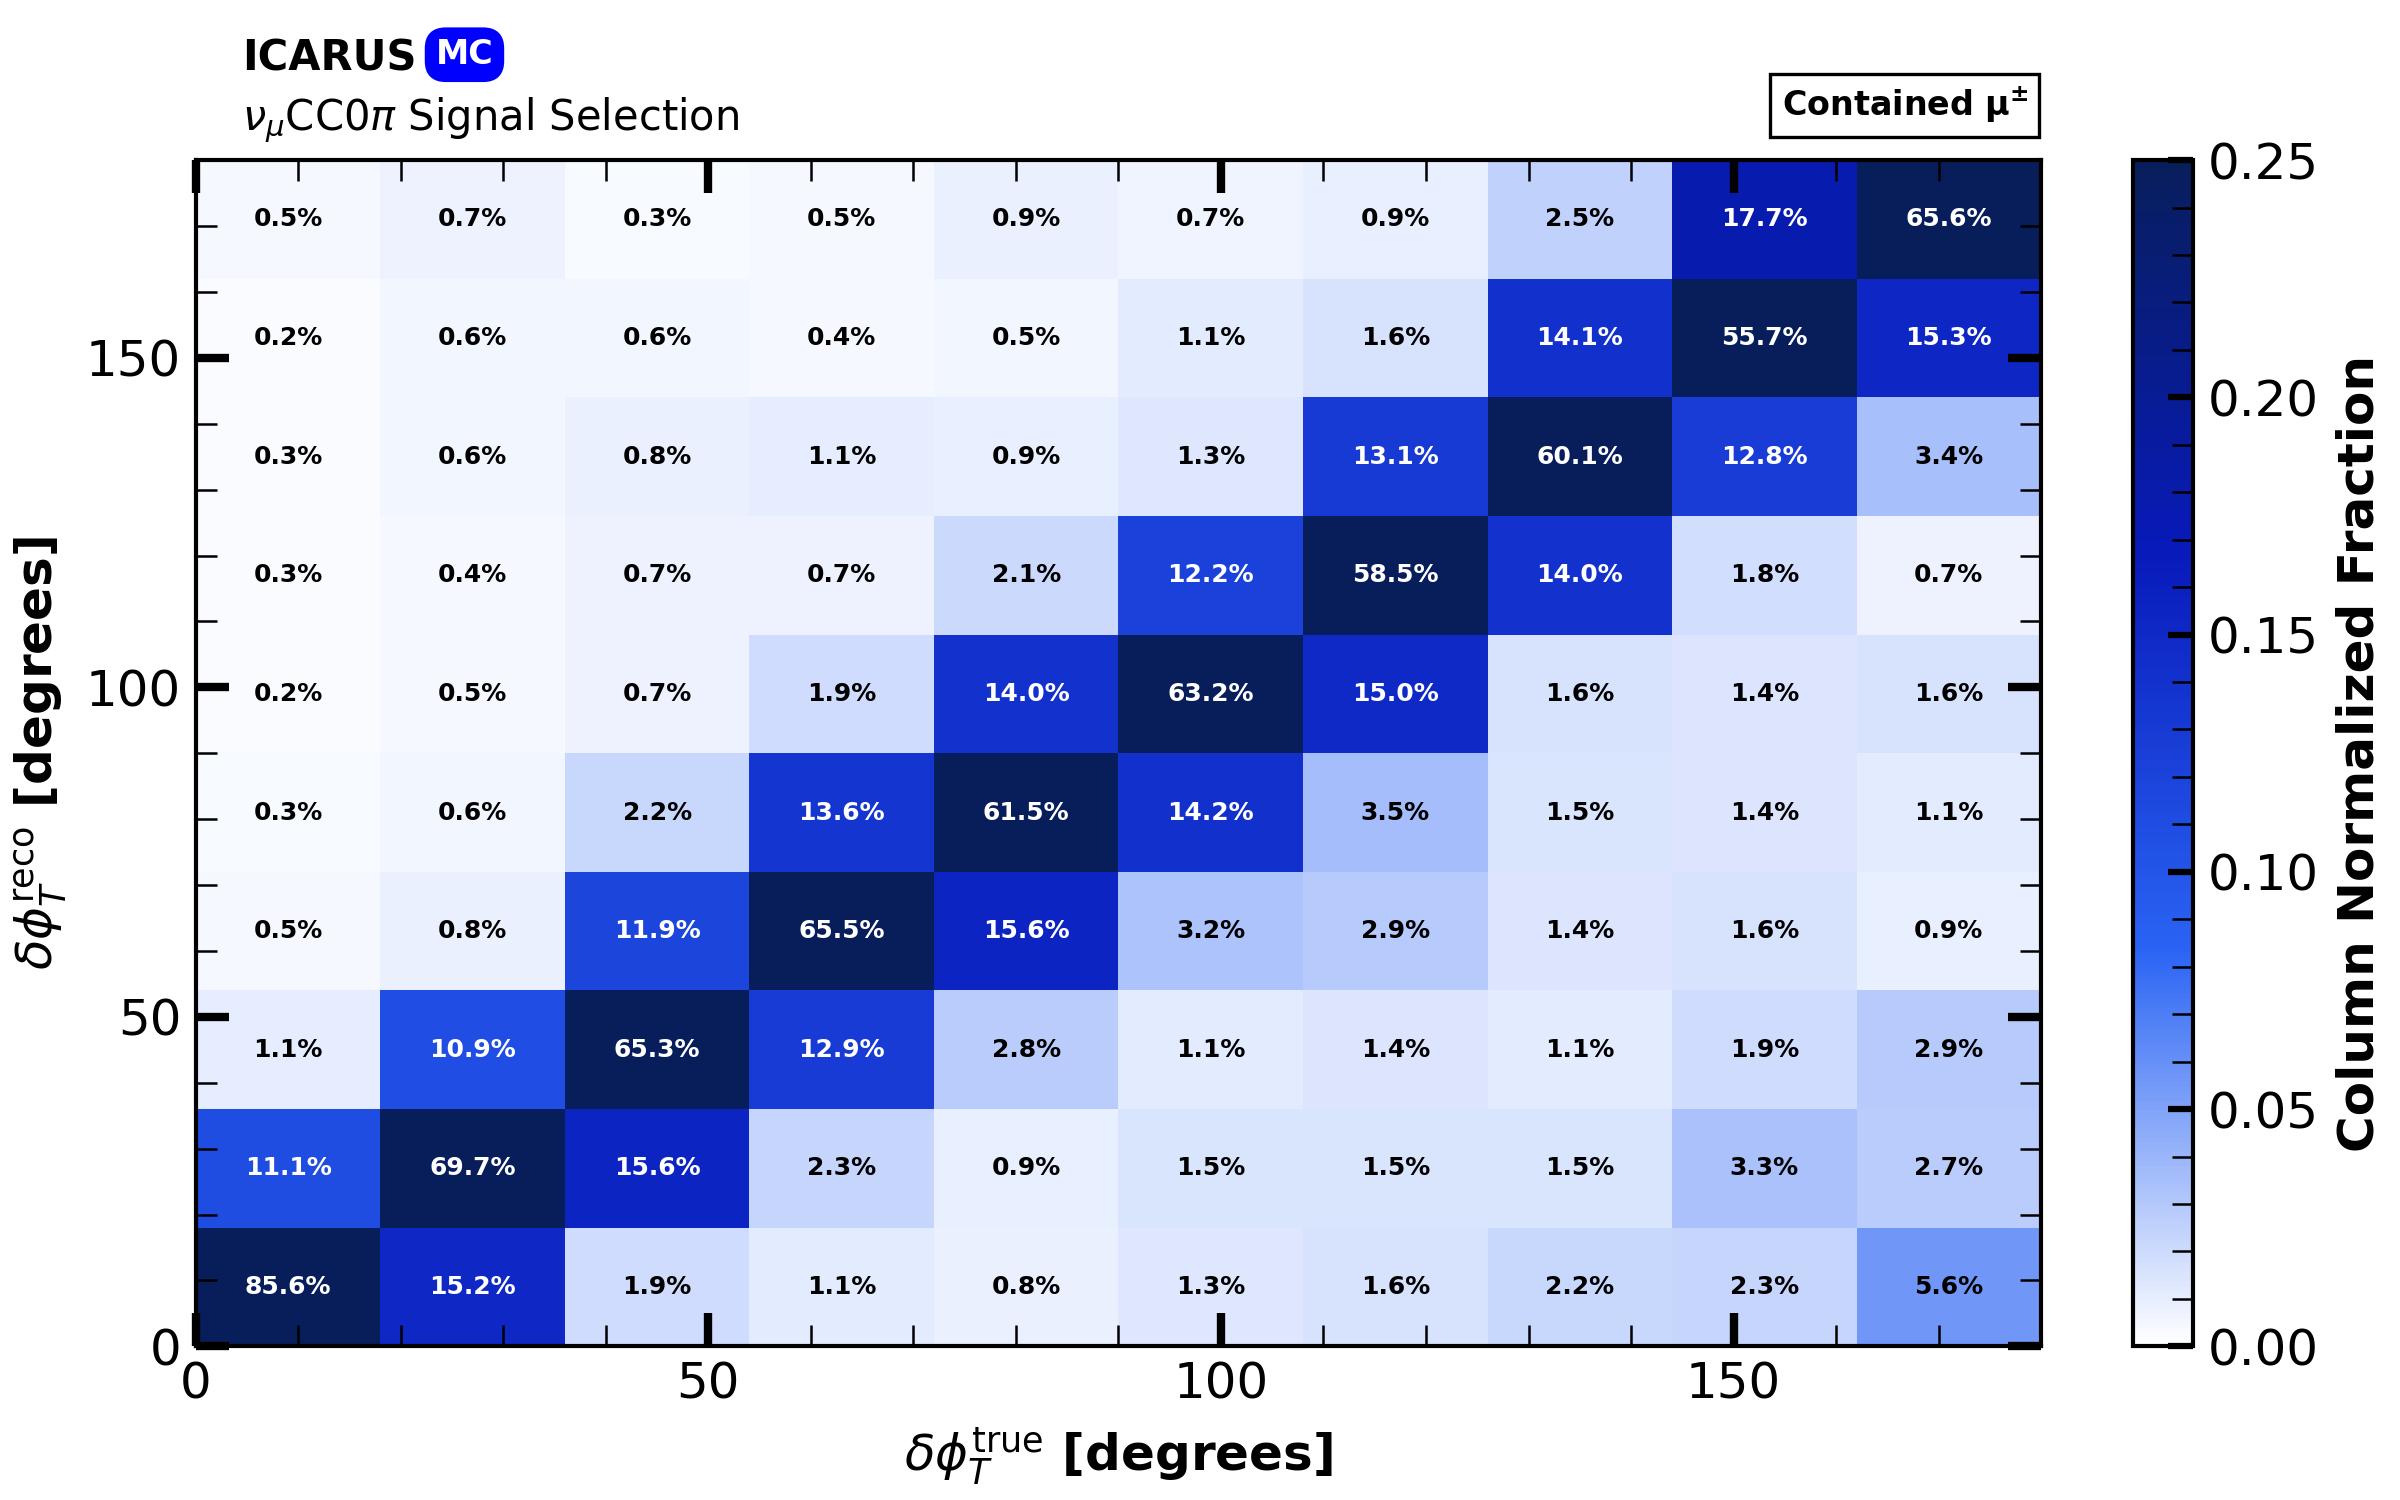 ICARUS MC
νμCC0π Signal Selection
Contained μ±
0.5% 0.7% 0.3% 0.5% 0.9% 0.7% 0.9% 2.5% 17.7% 65.6%
0.2% 0.6% 0.6% 0.4% 0.5% 1.1% 1.6% 14.1% 55.7% 15.3%
0.3% 0.6% 0.8% 1.1% 0.9% 1.3% 13.1% 60.1% 12.8% 3.4%
0.3% 0.4% 0.7% 0.7% 2.1% 12.2% 58.5% 14.0% 1.8% 0.7%
0.2% 0.5% 0.7% 1.9% 14.0% 63.2% 15.0% 1.6% 1.4% 1.6%
0.3% 0.6% 2.2% 13.6% 61.5% 14.2% 3.5% 1.5% 1.4% 1.1%
0.5% 0.8% 11.9% 65.5% 15.6% 3.2% 2.9% 1.4% 1.6% 0.9%
1.1% 10.9% 65.3% 12.9% 2.8% 1.1% 1.4% 1.1% 1.9% 2.9%
11.1% 69.7% 15.6% 2.3% 0.9% 1.5% 1.5% 1.5% 3.3% 2.7%
85.6% 15.2% 1.9% 1.1% 0.8% 1.3% 1.6% 2.2% 2.3% 5.6%
150
100
50
0
0 50 100 150
δϕ_T^reco [degrees]
δϕ_T^true [degrees]
0.25
0.20
0.15
0.10
0.05
0.00
Column Normalized Fraction